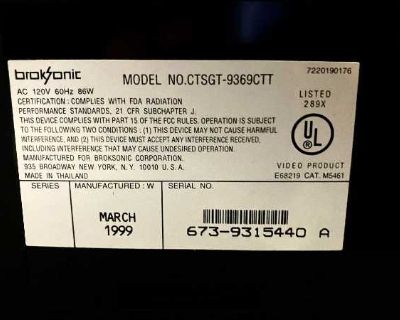 broksonic
MODEL NO.CTSGT-9369CTT
7220190176
AC 120V 60Hz 86W
CERTIFICATION : COMPLIES WITH FDA RADIATION
PERFORMANCE STANDARDS, 21 CFR SUBCHAPTER J.
THIS DEVICE COMPLIES WITH PART 15 OF THE FCC RULES. OPERATION IS SUBJECT TO
THE FOLLOWING TWO CONDITIONS : (1) THIS DEVICE MAY NOT CAUSE HARMFUL
INTERFERENCE, AND (2) THIS DEVICE MUST ACCEPT ANY INTERFERENCE
RECEIVED, INCLUDING INTERFERENCE THAT MAY CAUSE UNDESIRED OPERATION.
MANUFACTURED BY BROKSONIC CORPORATION.
935 BROADWAY NEW YORK, N.Y. 10010 U.S.A.
MADE IN THAILAND
LISTED
289X
UL
®
VIDEO PRODUCT
E68219 CAT. M5461
SERIES
MANUFACTURED : W
SERIAL NO.
MARCH
1999
673-9315440 A